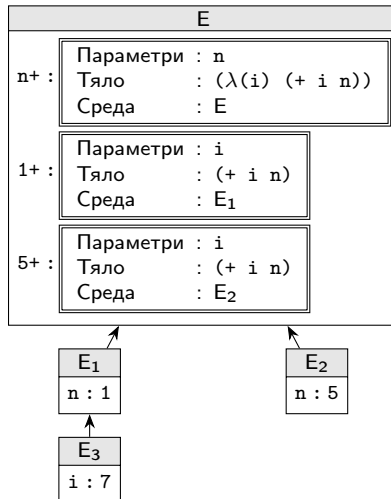 E
n+ :
Параметри : n
Тяло : (λ(i) (+ i n))
Среда : E
1+ :
Параметри : i
Тяло : (+ i n)
Среда : E₁
5+ :
Параметри : i
Тяло : (+ i n)
Среда : E₂
E₁
n : 1
E₂
n : 5
E₃
i : 7